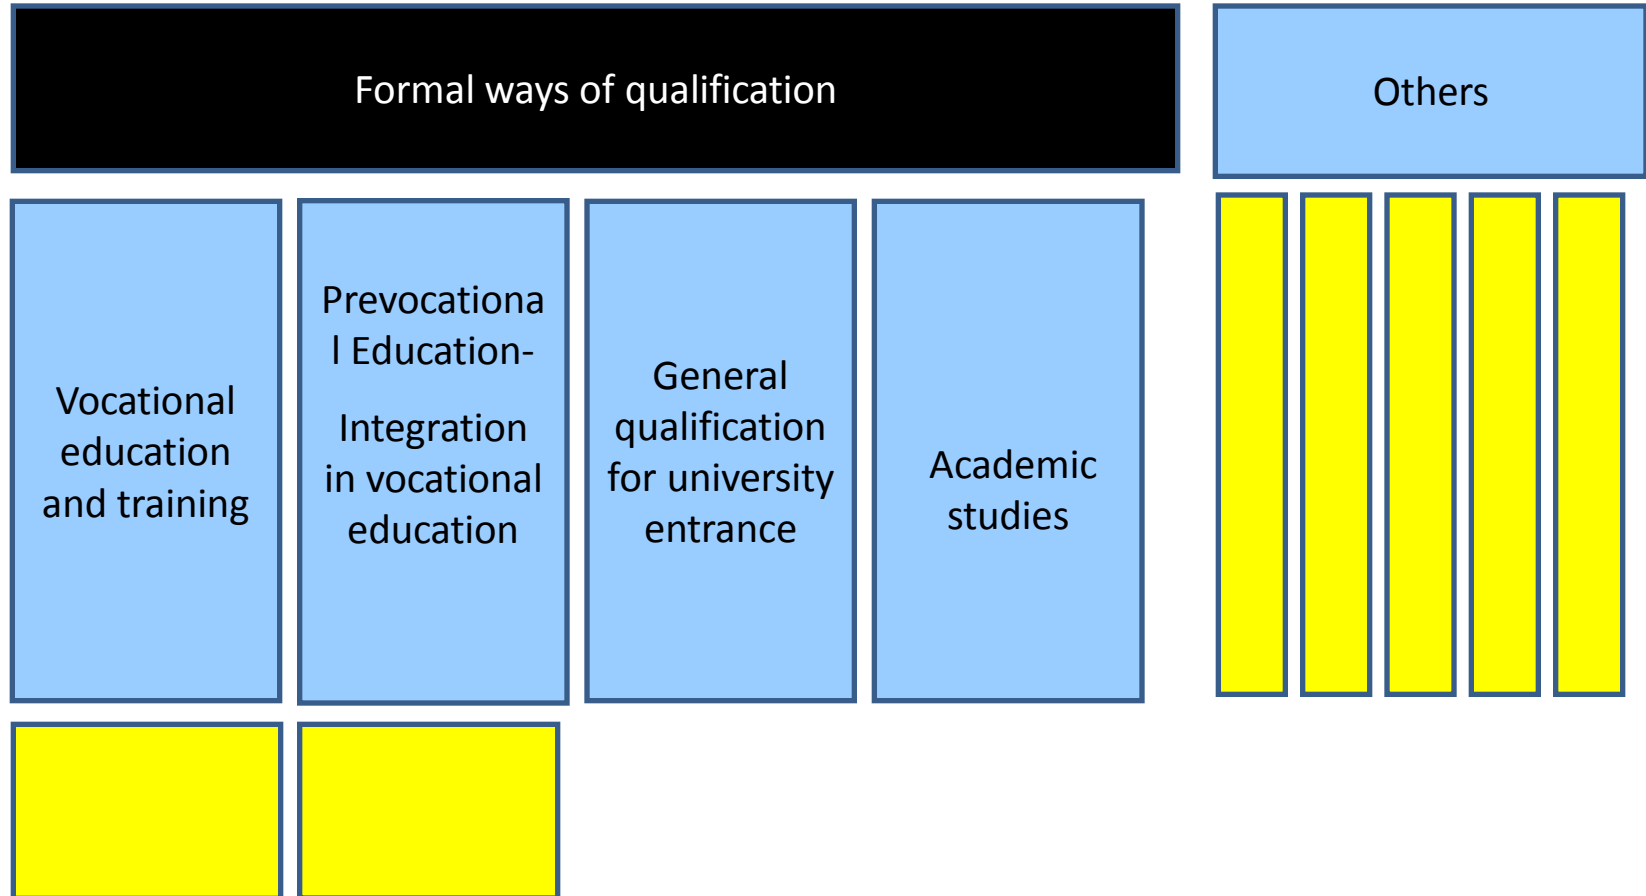 Formal ways of qualification
Others
Vocational
education
and training
Prevocationa
l Education-
Integration
in vocational
education
General
qualification
for university
entrance
Academic
studies